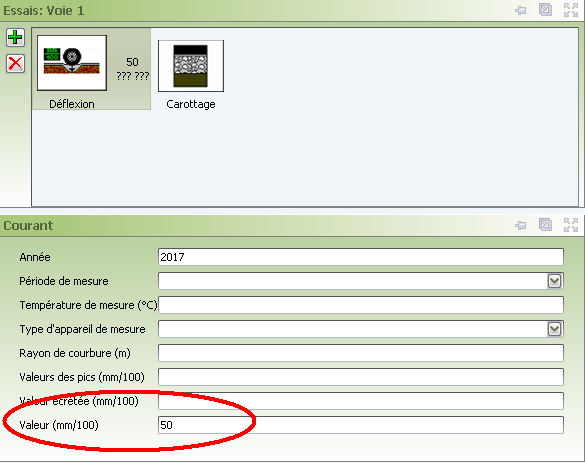 Essais: Voie 1
50
??? ???
Déflexion
Carottage
Courant
Année 2017
Période de mesure
Température de mesure (°C)
Type d'appareil de mesure
Rayon de courbure (m)
Valeurs des pics (mm/100)
Valeur écrêtée (mm/100)
Valeur (mm/100) 50